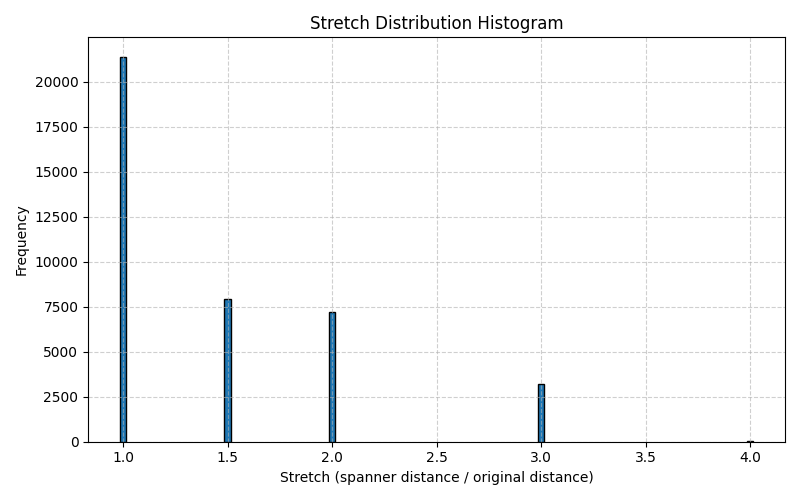 Stretch Distribution Histogram
Frequency
20000
17500
15000
12500
10000
7500
5000
2500
0
1.0 1.5 2.0 2.5 3.0 3.5 4.0
Stretch (spanner distance / original distance)